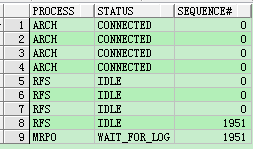 PROCESS STATUS SEQUENCE#
1 ARCH CONNECTED 0
2 ARCH CONNECTED 0
3 ARCH CONNECTED 0
4 ARCH CONNECTED 0
5 RFS IDLE 0
6 RFS IDLE 0
7 RFS IDLE 0
8 RFS IDLE 1951
9 MRP0 WAIT_FOR_LOG 1951